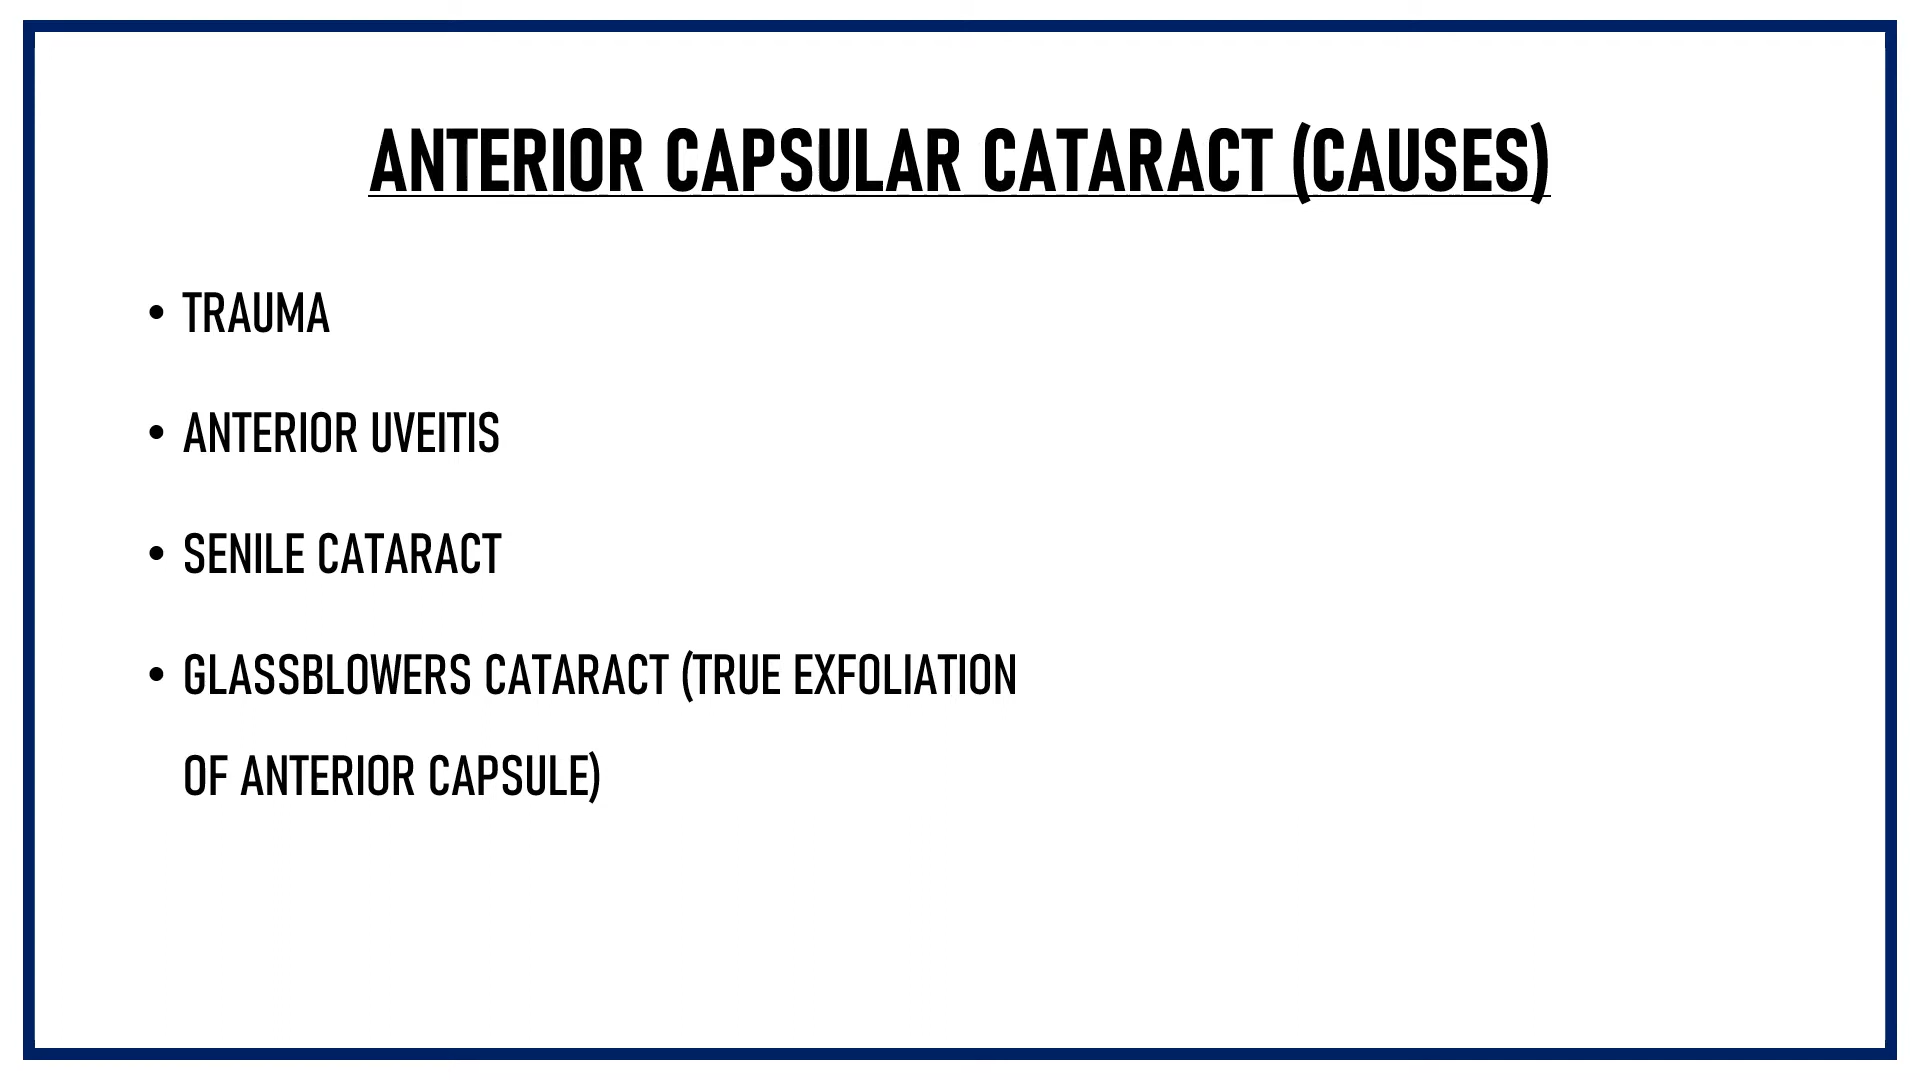 ANTERIOR CAPSULAR CATARACT (CAUSES)
• TRAUMA
• ANTERIOR UVEITIS
• SENILE CATARACT
• GLASSBLOWERS CATARACT (TRUE EXFOLIATION
OF ANTERIOR CAPSULE)